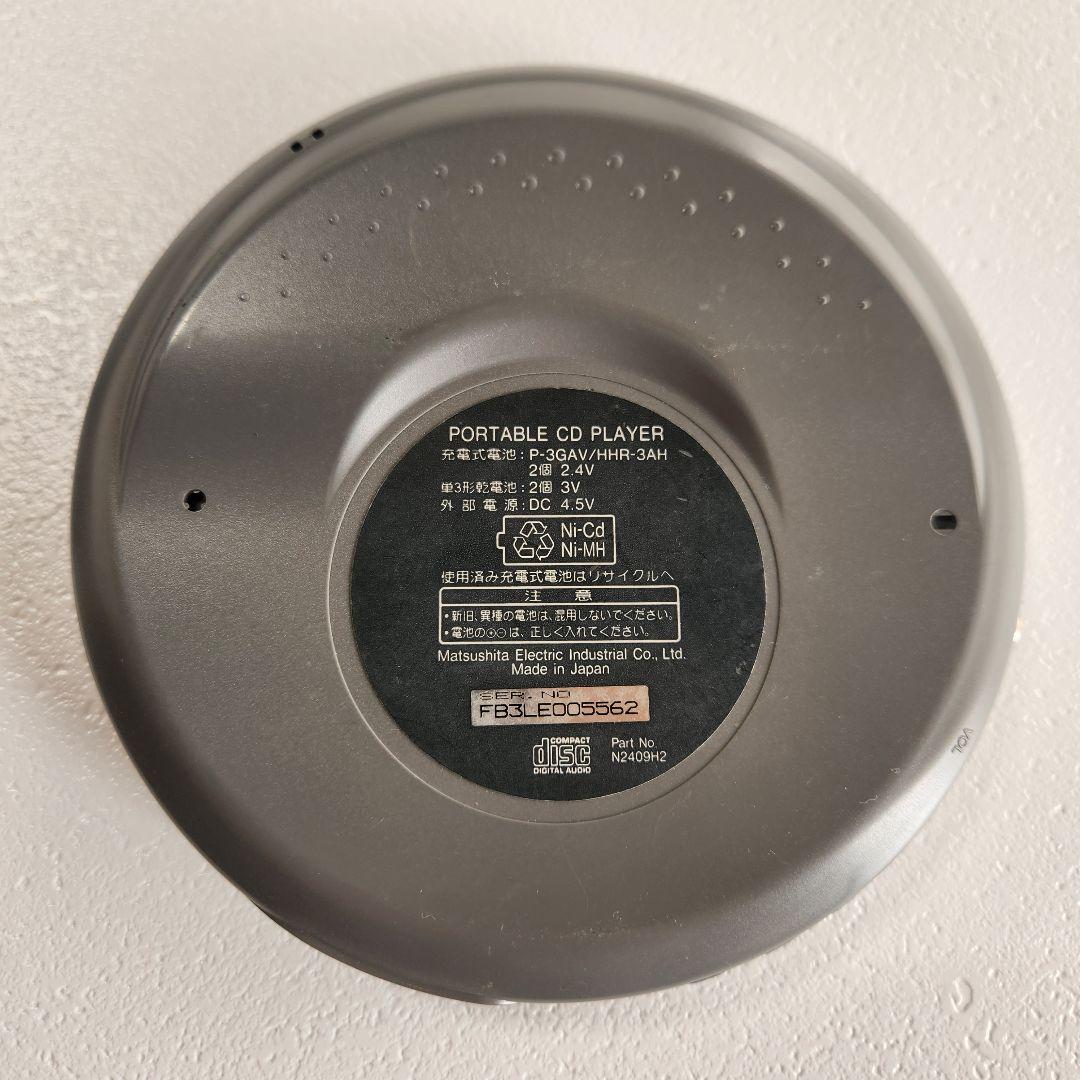 PORTABLE CD PLAYER
充電式電池:P-3GAV/HHR-3AH
2個 2.4V
単3形乾電池:2個 3V
外部電源:DC 4.5V
Ni-Cd
Ni-MH
使用済み充電式電池はリサイクルへ
注意
・新旧、異種の電池は、混用しないでください。
・電池の⊕⊖は、正しく入れてください。
Matsushita Electric Industrial Co., Ltd.
Made in Japan
SER. NO
FB3LE005562
COMPACT
disc
DIGITAL AUDIO
Part No.
N2409H2
VOL